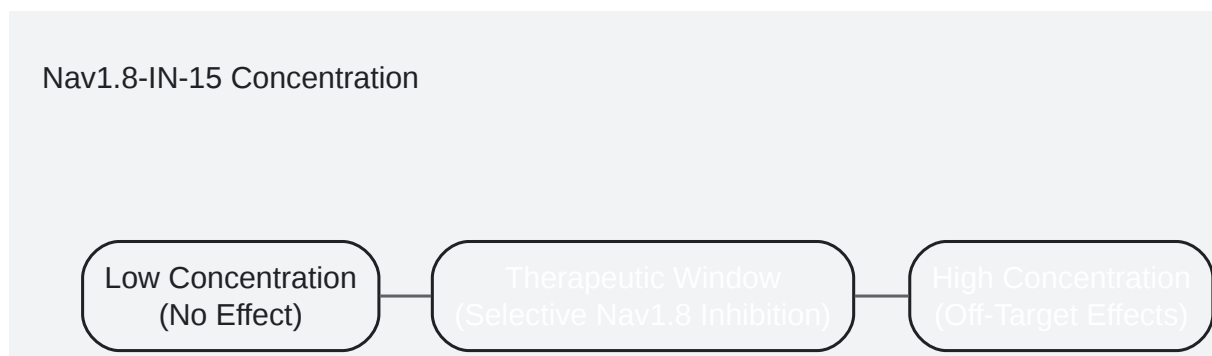 Nav1.8-IN-15 Concentration
Low Concentration
(No Effect)
Therapeutic Window
(Selective Nav1.8 Inhibition)
High Concentration
(Off-Target Effects)